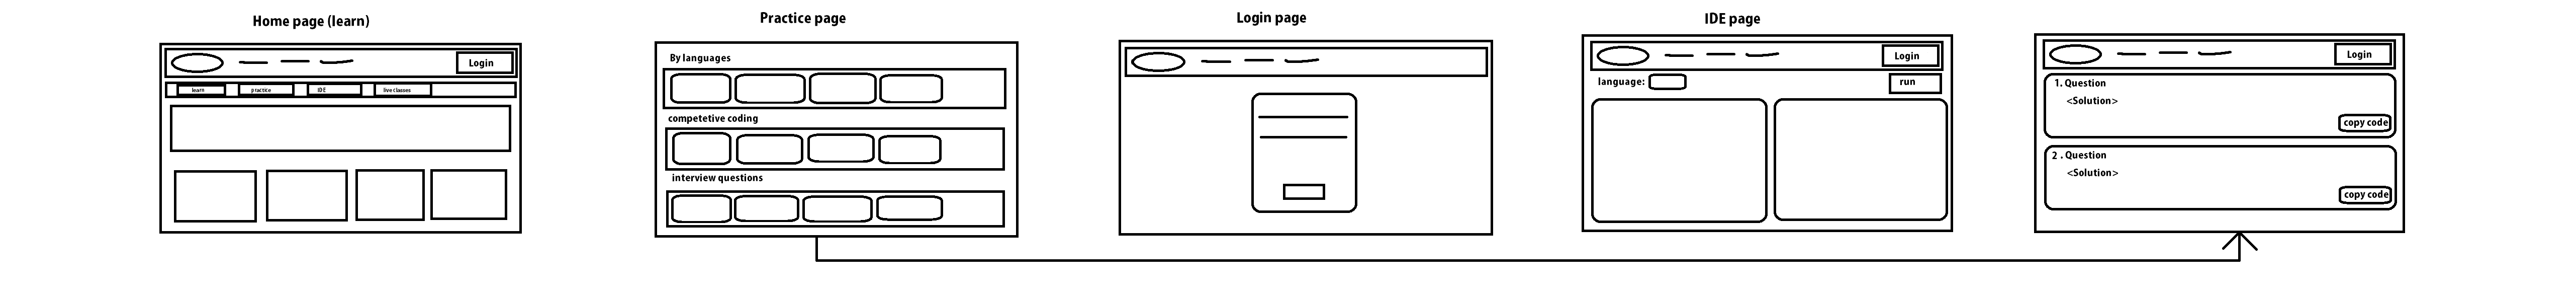 Home page (learn)
Login
learn
practice
IDE
live classes
Practice page
By languages
competetive coding
interview questions
Login page
IDE page
Login
language:
run
Login
1. Question
<Solution>
copy code
2 . Question
<Solution>
copy code